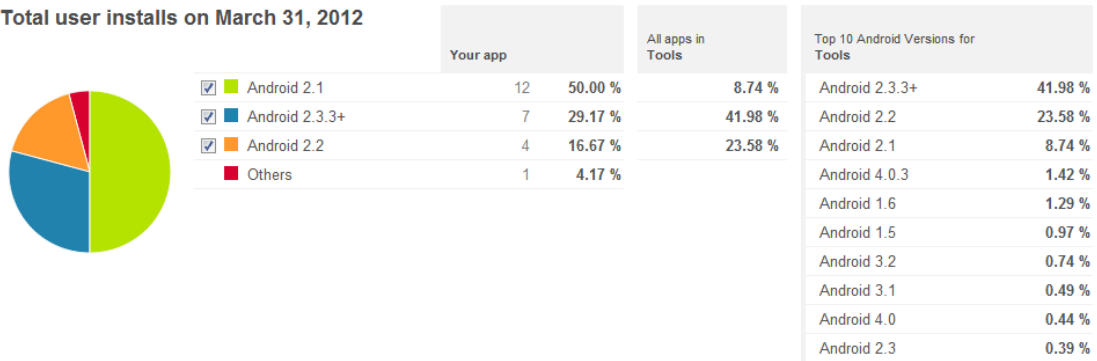 Total user installs on March 31, 2012
Your app
All apps in
Tools
Top 10 Android Versions for
Tools
Android 2.1 12 50.00 % 8.74 %
Android 2.3.3+ 7 29.17 % 41.98 %
Android 2.2 4 16.67 % 23.58 %
Others 1 4.17 %
Android 2.3.3+ 41.98 %
Android 2.2 23.58 %
Android 2.1 8.74 %
Android 4.0.3 1.42 %
Android 1.6 1.29 %
Android 1.5 0.97 %
Android 3.2 0.74 %
Android 3.1 0.49 %
Android 4.0 0.44 %
Android 2.3 0.39 %